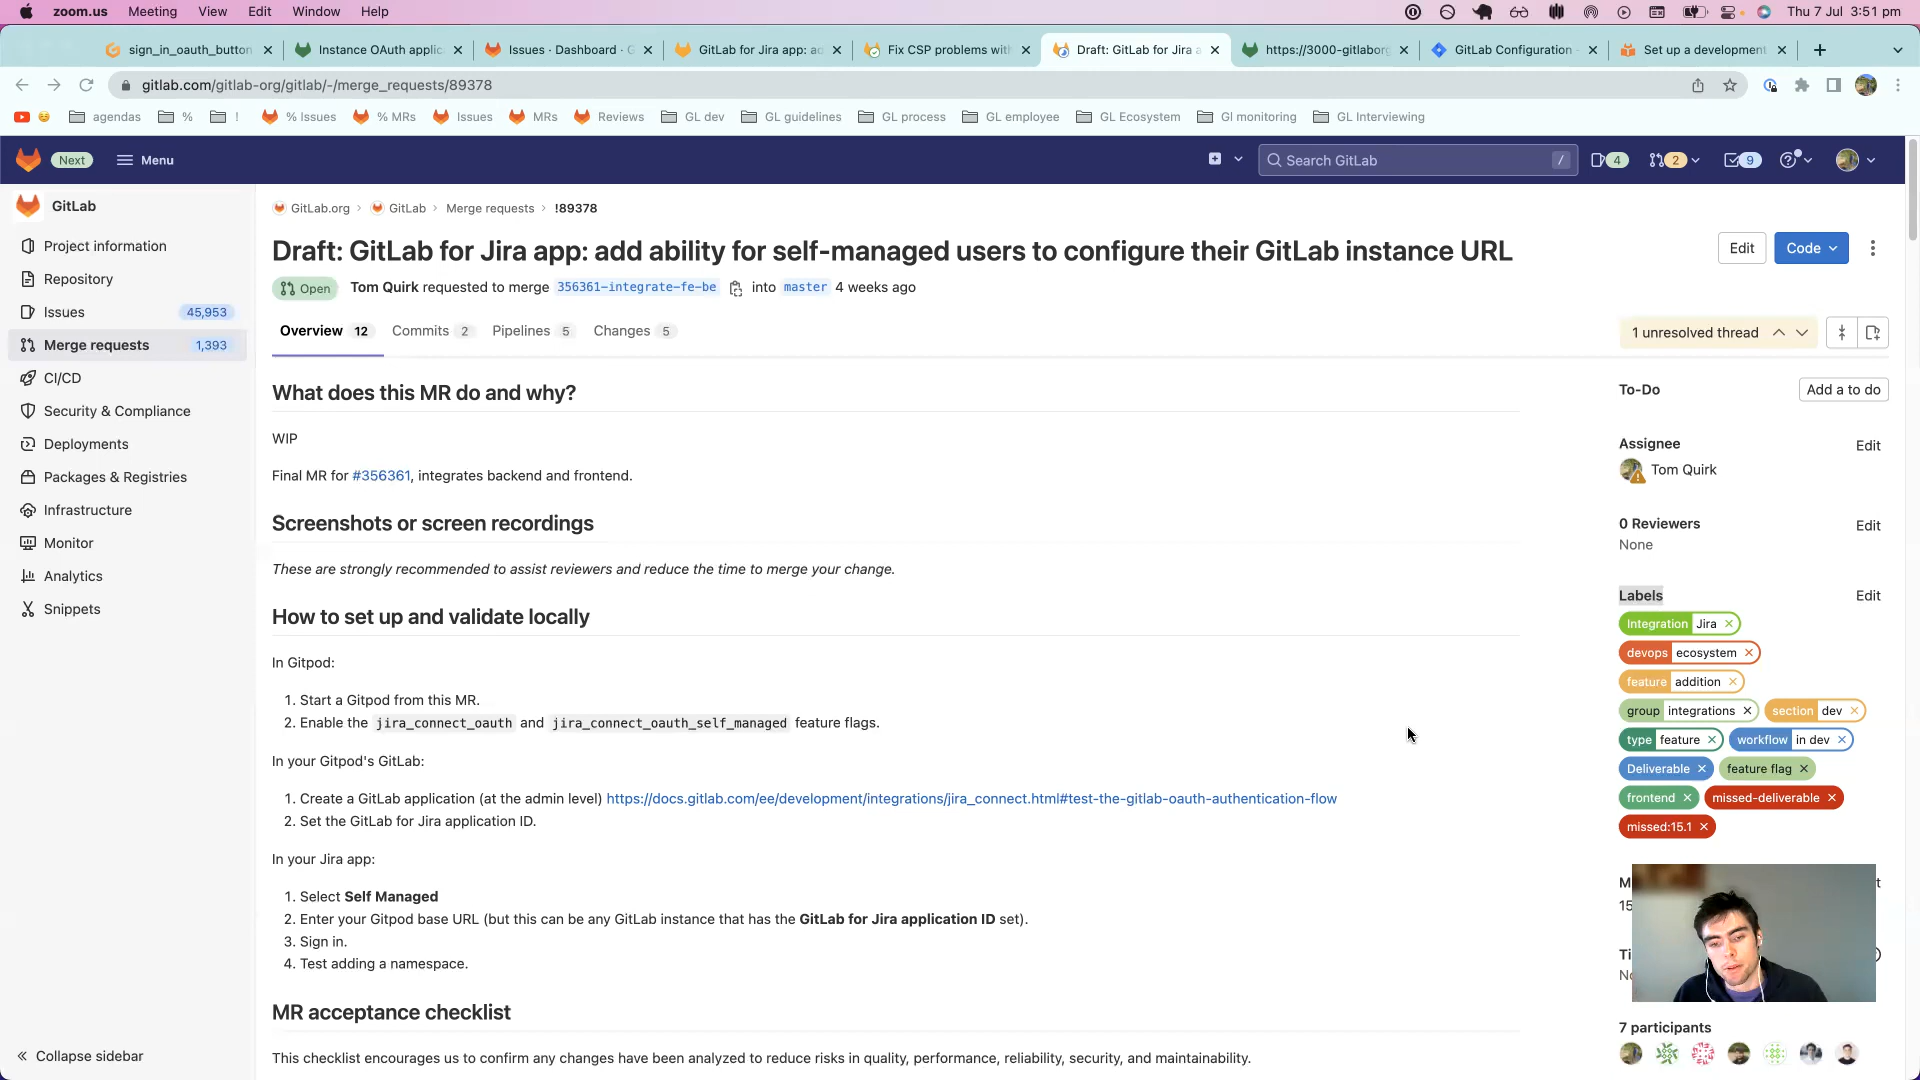 zoom.us Meeting View Edit Window Help Thu 7 Jul 3:51 pm
sign_in_oauth_button Instance OAuth applic Issues · Dashboard · G GitLab for Jira app: ad Fix CSP problems with Draft: GitLab for Jira a https://3000-gitlaborg GitLab Configuration - Set up a development
gitlab.com/gitlab-org/gitlab/-/merge_requests/89378
agendas % ! % Issues % MRs Issues MRs Reviews GL dev GL guidelines GL process GL employee GL Ecosystem Gl monitoring GL Interviewing
Next Menu Search GitLab / 4 2 9
GitLab
Project information
Repository
Issues 45,953
Merge requests 1,393
CI/CD
Security & Compliance
Deployments
Packages & Registries
Infrastructure
Monitor
Analytics
Snippets
Collapse sidebar
GitLab.org › GitLab › Merge requests › !89378
Draft: GitLab for Jira app: add ability for self-managed users to configure their GitLab instance URL
Edit Code
Open Tom Quirk requested to merge 356361-integrate-fe-be into master 4 weeks ago
Overview 12 Commits 2 Pipelines 5 Changes 5
1 unresolved thread
What does this MR do and why?
WIP
Final MR for #356361, integrates backend and frontend.
Screenshots or screen recordings
These are strongly recommended to assist reviewers and reduce the time to merge your change.
How to set up and validate locally
In Gitpod:
1. Start a Gitpod from this MR.
2. Enable the jira_connect_oauth and jira_connect_oauth_self_managed feature flags.
In your Gitpod's GitLab:
1. Create a GitLab application (at the admin level) https://docs.gitlab.com/ee/development/integrations/jira_connect.html#test-the-gitlab-oauth-authentication-flow
2. Set the GitLab for Jira application ID.
In your Jira app:
1. Select Self Managed
2. Enter your Gitpod base URL (but this can be any GitLab instance that has the GitLab for Jira application ID set).
3. Sign in.
4. Test adding a namespace.
MR acceptance checklist
This checklist encourages us to confirm any changes have been analyzed to reduce risks in quality, performance, reliability, security, and maintainability.
To-Do Add a to do
Assignee Edit
Tom Quirk
0 Reviewers Edit
None
Labels Edit
Integration Jira
devops ecosystem
feature addition
group integrations section dev
type feature workflow in dev
Deliverable feature flag
frontend missed-deliverable
missed:15.1
7 participants